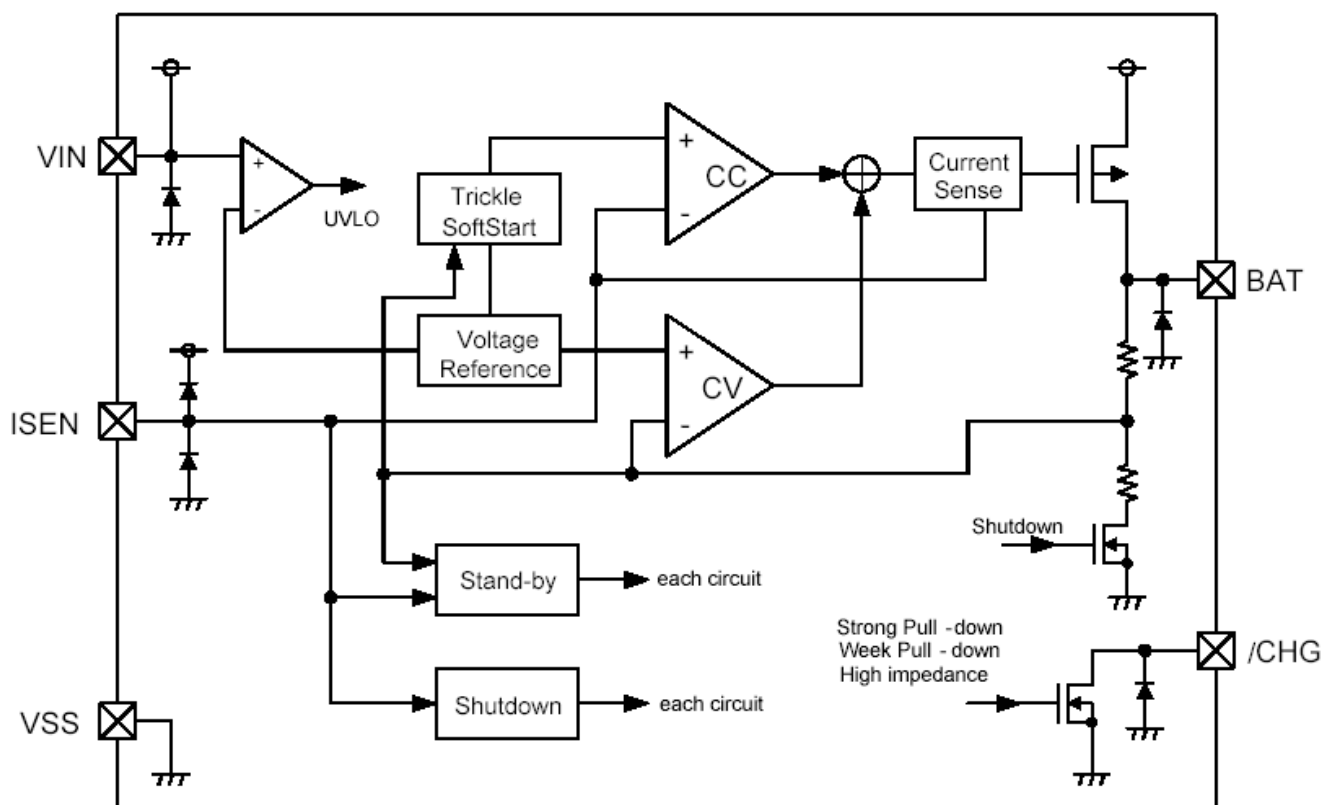 VIN
+
-
UVLO
Trickle
SoftStart
+
-
CC
Current
Sense
BAT
Voltage
Reference
+
-
CV
ISEN
Shutdown
Stand-by
each circuit
Strong Pull - down
Week Pull - down
High impedance
/CHG
Shutdown
each circuit
VSS